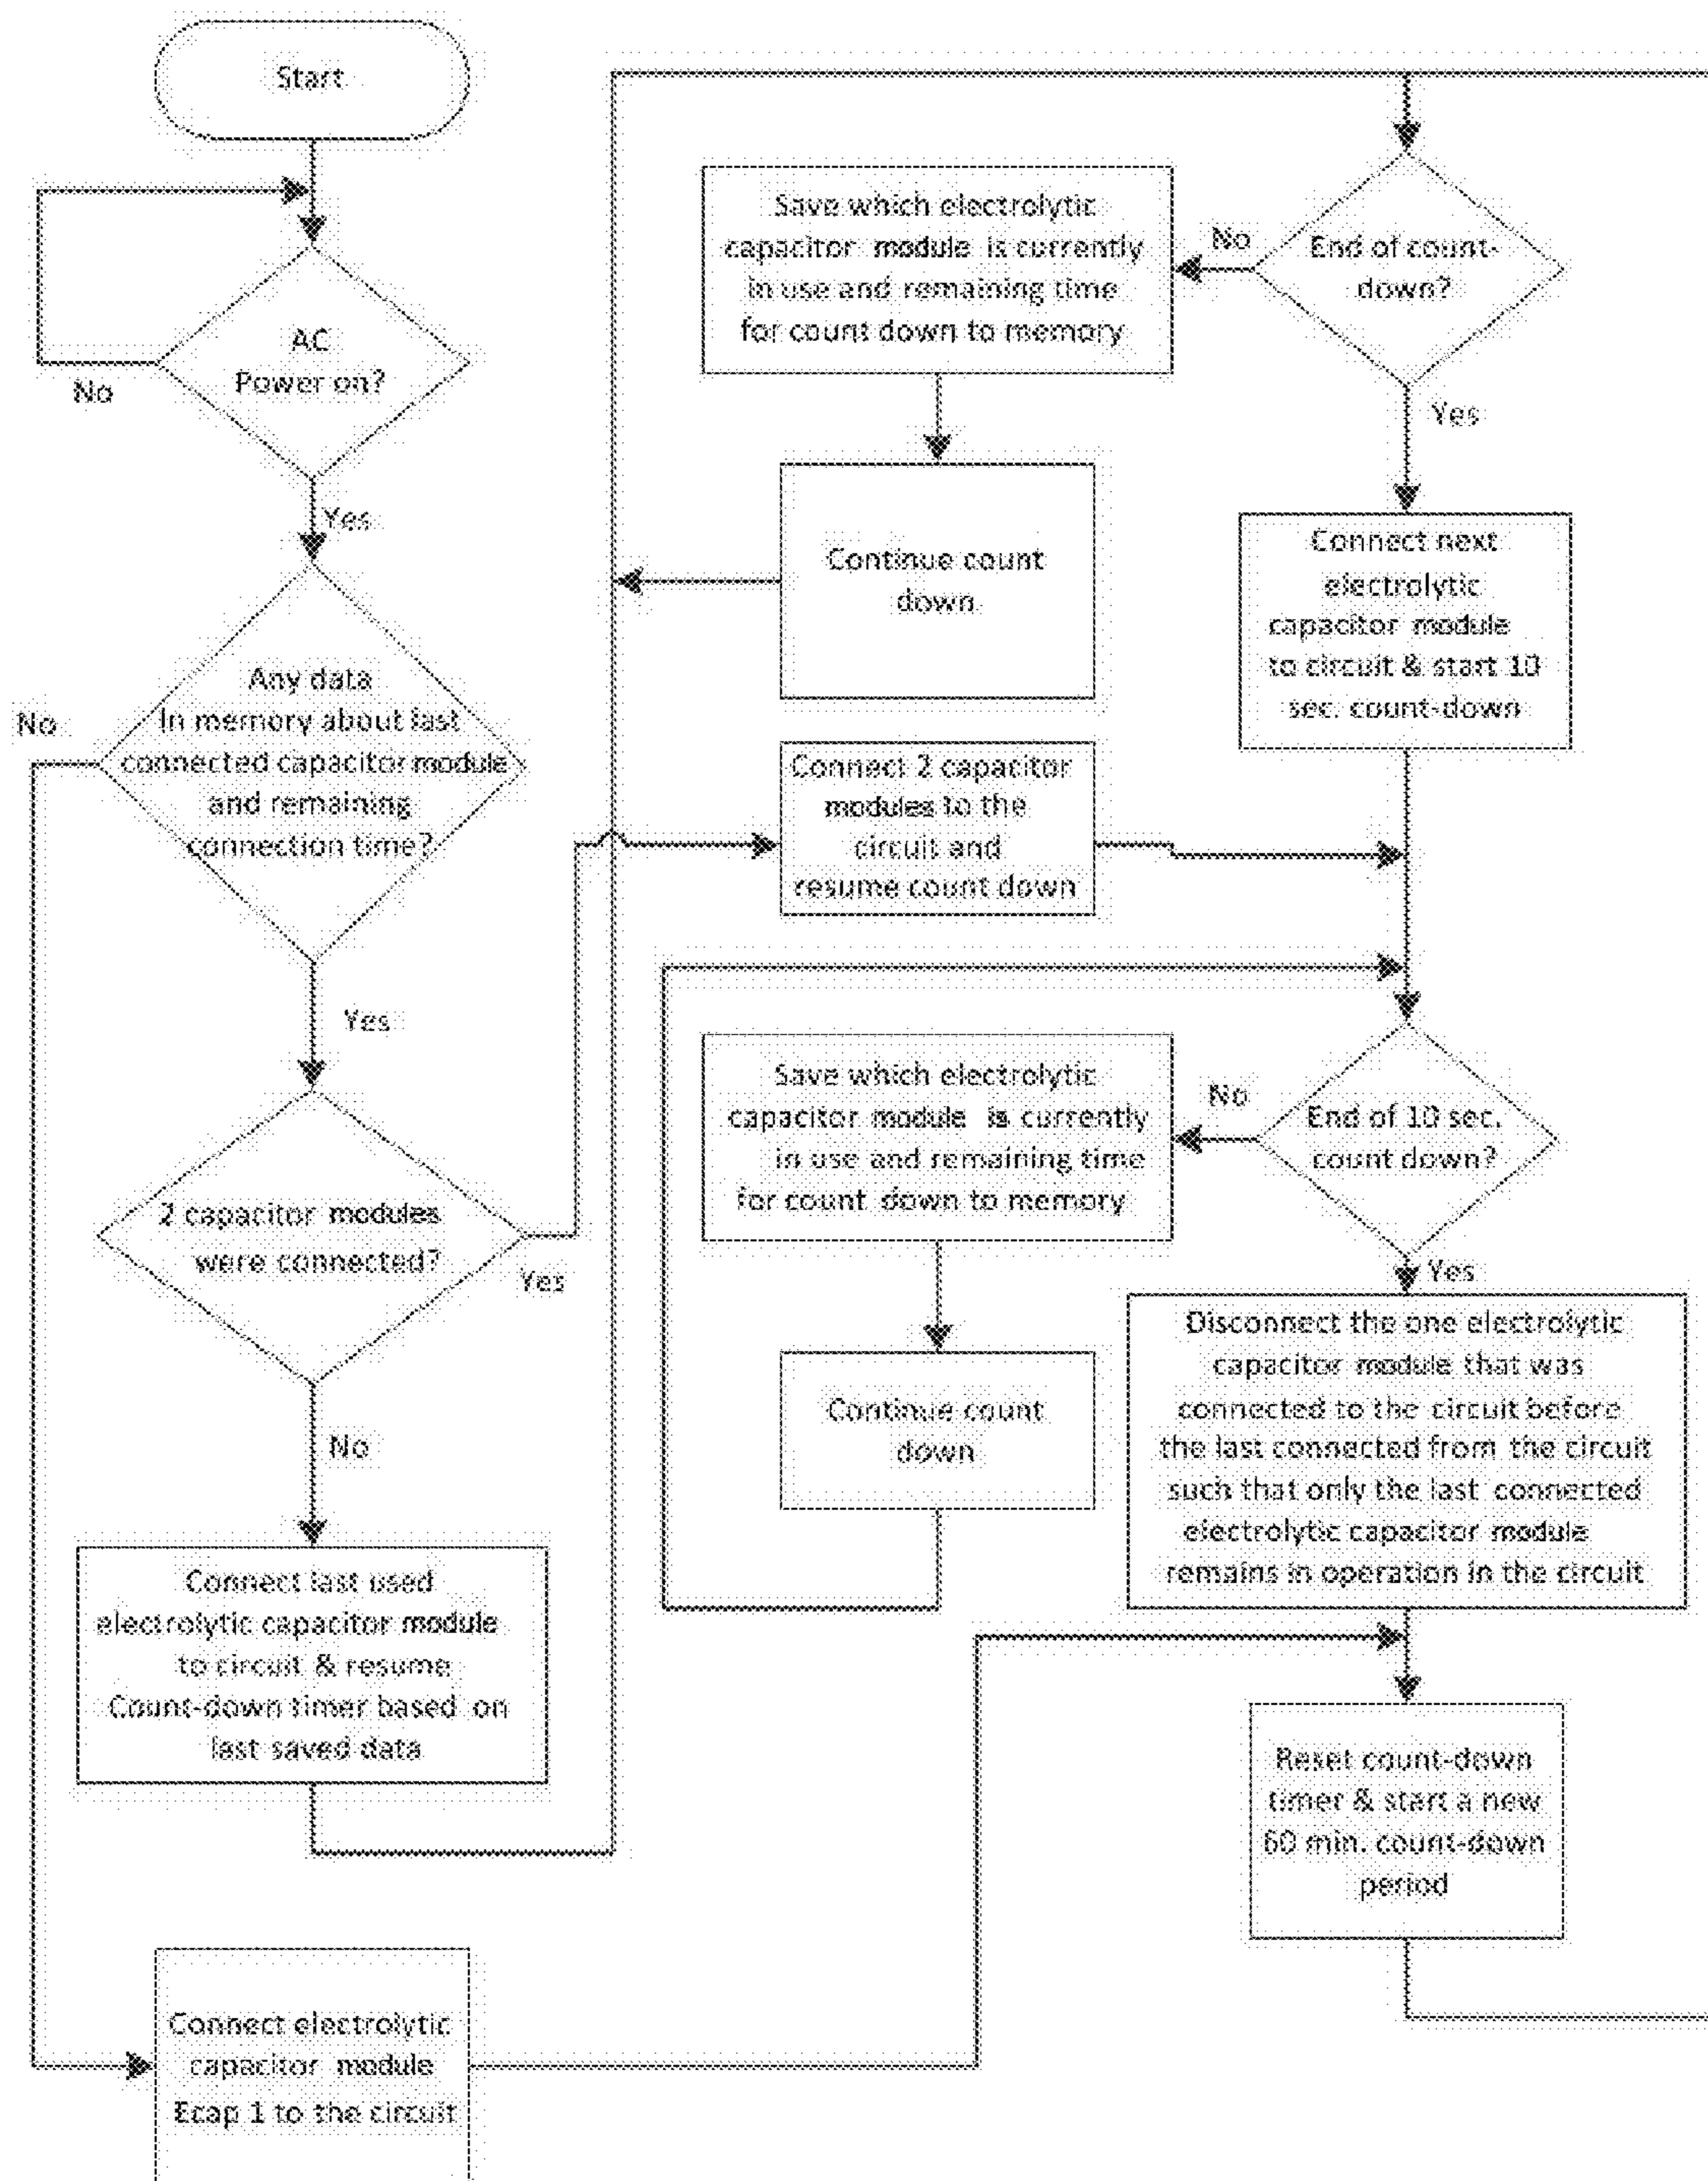 Start
AC
Power on?
No
Yes
Any data
In memory about last
connected capacitor module
and remaining
connection time?
No
Yes
2 capacitor modules
were connected?
Yes
No
Connect last used
electrolytic capacitor module
to circuit & resume
Count-down timer based on
last saved data
Connect electrolytic
capacitor module
Ecap 1 to the circuit
Save which electrolytic
capacitor module is currently
in use and remaining time
for count down to memory
No
End of count-
down?
Yes
Continue count
down
Connect next
electrolytic
capacitor module
to circuit & start 10
sec. count-down
Connect 2 capacitor
modules to the
circuit and
resume count down
Save which electrolytic
capacitor module is currently
in use and remaining time
for count down to memory
No
End of 10 sec.
count down?
Yes
Continue count
down
Disconnect the one electrolytic
capacitor module that was
connected to the circuit before
the last connected from the circuit
such that only the last connected
electrolytic capacitor module
remains in operation in the circuit
Reset count-down
timer & start a new
60 min. count-down
period